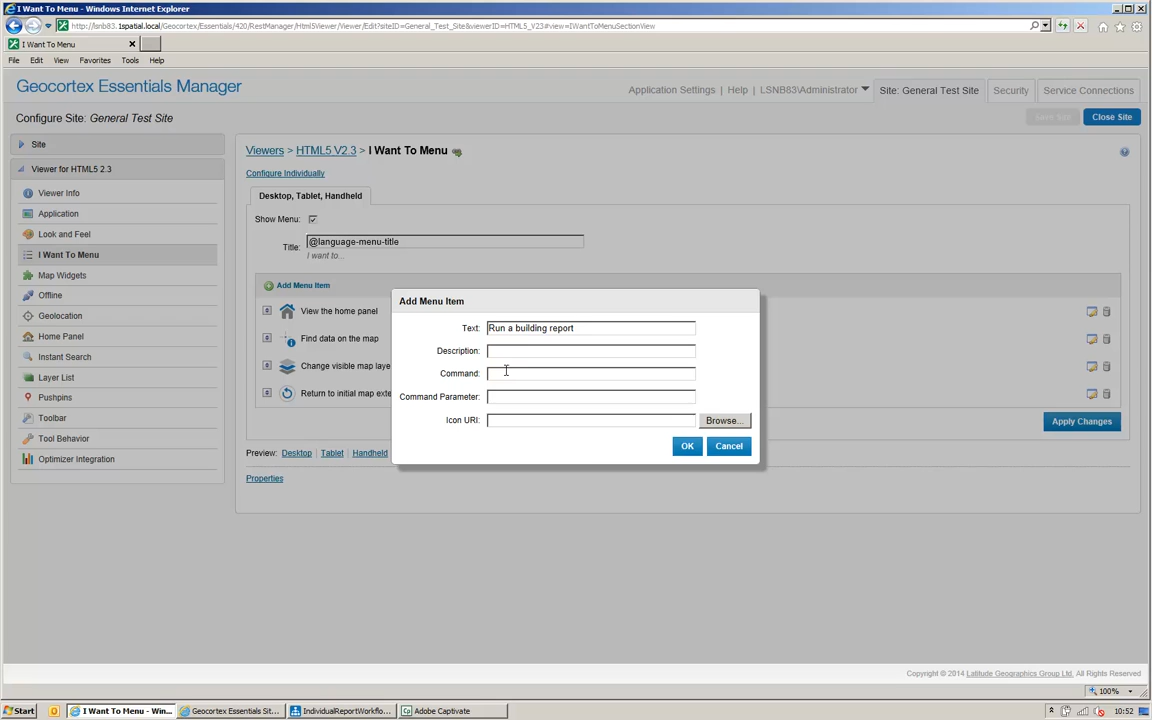 I Want To Menu - Windows Internet Explorer
http://lsnb83.1spatial.local/Geocortex/Essentials/420/RestManager/Html5Viewer/Viewer/Edit?siteID=General_Test_Site&viewerID=HTML5_V23#view=IWantToMenuSectionView
I Want To Menu
File Edit View Favorites Tools Help
Geocortex Essentials Manager
Application Settings | Help | LSNB83\Administrator
Site: General Test Site
Security
Service Connections
Configure Site: General Test Site
Save Site
Close Site
Site
Viewer for HTML5 2.3
Viewer Info
Application
Look and Feel
I Want To Menu
Map Widgets
Offline
Geolocation
Home Panel
Instant Search
Layer List
Pushpins
Toolbar
Tool Behavior
Optimizer Integration
Viewers > HTML5 V2.3 > I Want To Menu
Configure Individually
Desktop, Tablet, Handheld
Show Menu:
Title: @language-menu-title
I want to...
Add Menu Item
View the home panel
Find data on the map
Change visible map laye
Return to initial map exte
Apply Changes
Preview: Desktop Tablet Handheld
Properties
Add Menu Item
Text: Run a building report
Description:
Command:
Command Parameter:
Icon URI:
Browse...
OK
Cancel
Copyright © 2014 Latitude Geographics Group Ltd. All Rights Reserved
100%
Start
I Want To Menu - Win...
Geocortex Essentials Sit...
IndividualReportWorkflo...
Adobe Captivate
10:52